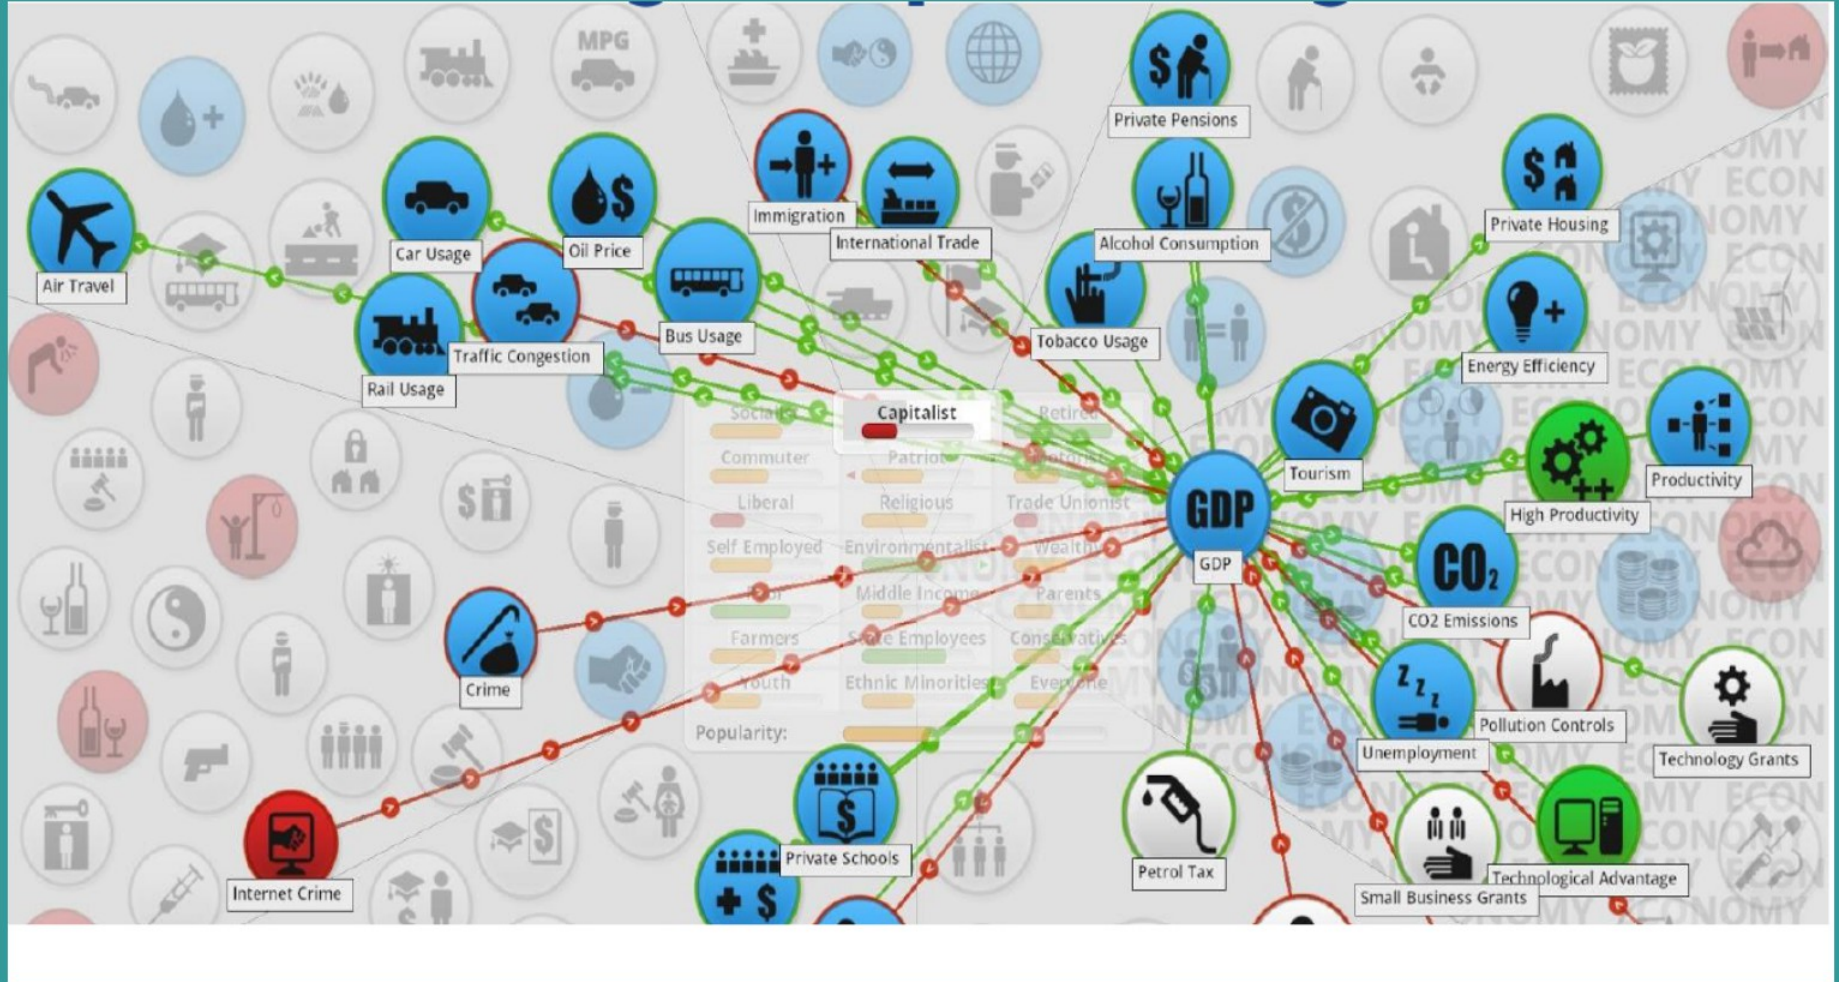 MPG
Private Pensions
Immigration
International Trade
Alcohol Consumption
Private Housing
Car Usage
Oil Price
Air Travel
Bus Usage
Tobacco Usage
Traffic Congestion
Rail Usage
Energy Efficiency
Tourism
Productivity
High Productivity
Capitalist
Retired
Commuter
Patriot
Liberal
Religious
Trade Unionist
Self Employed
Environmentalist
Wealthy
Middle Income
Parents
Farmers
State Employees
Conservatives
Youth
Ethnic Minorities
Everyone
Popularity:
GDP
GDP
CO2
CO2 Emissions
Crime
Pollution Controls
Z Z Z
Unemployment
Technology Grants
Private Schools
Petrol Tax
Technological Advantage
Small Business Grants
Internet Crime
ECONOMY